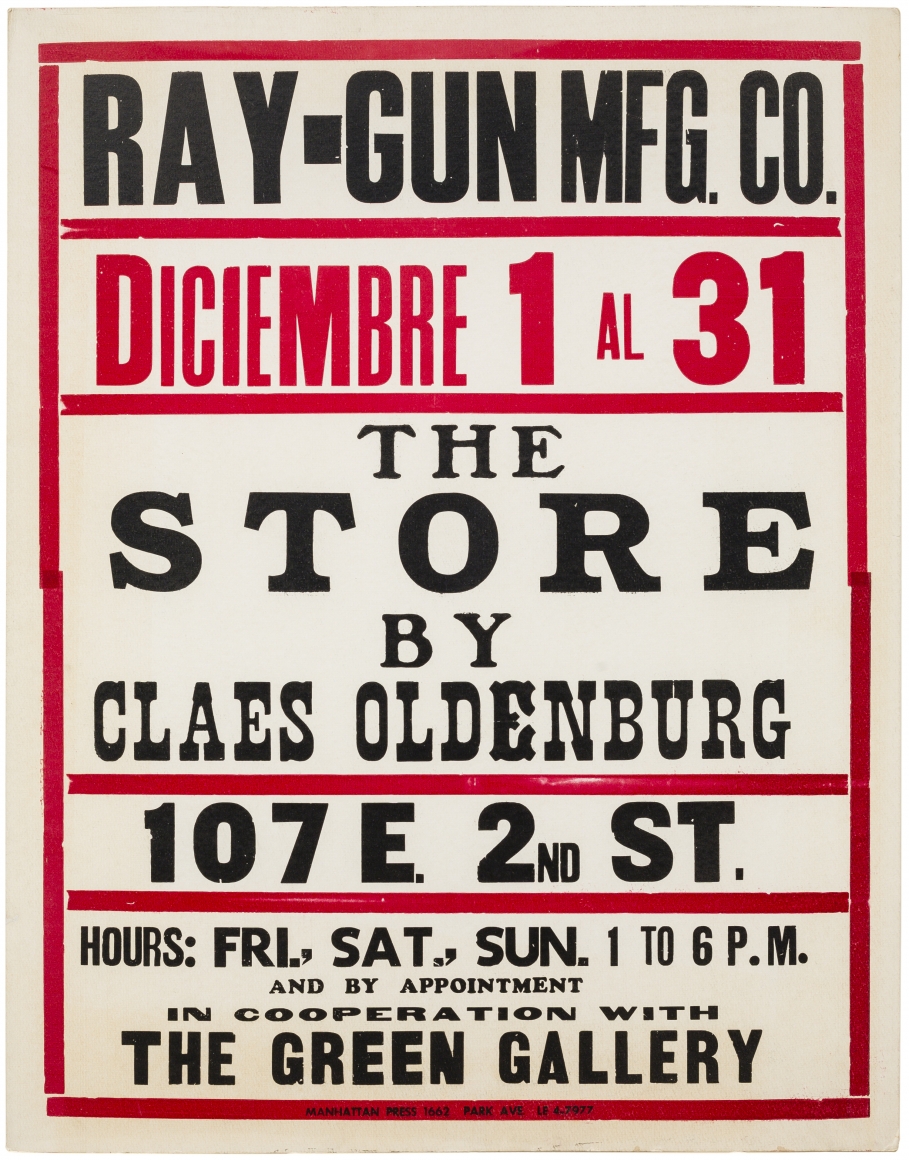 RAY-GUN MFG. CO.
DICIEMBRE 1 AL 31
THE
STORE
BY
CLAES OLDENBURG
107 E. 2ND ST.
HOURS: FRI., SAT., SUN. 1 TO 6 P.M.
AND BY APPOINTMENT
IN COOPERATION WITH
THE GREEN GALLERY
MANHATTAN PRESS 1662 PARK AVE LE 4-7977